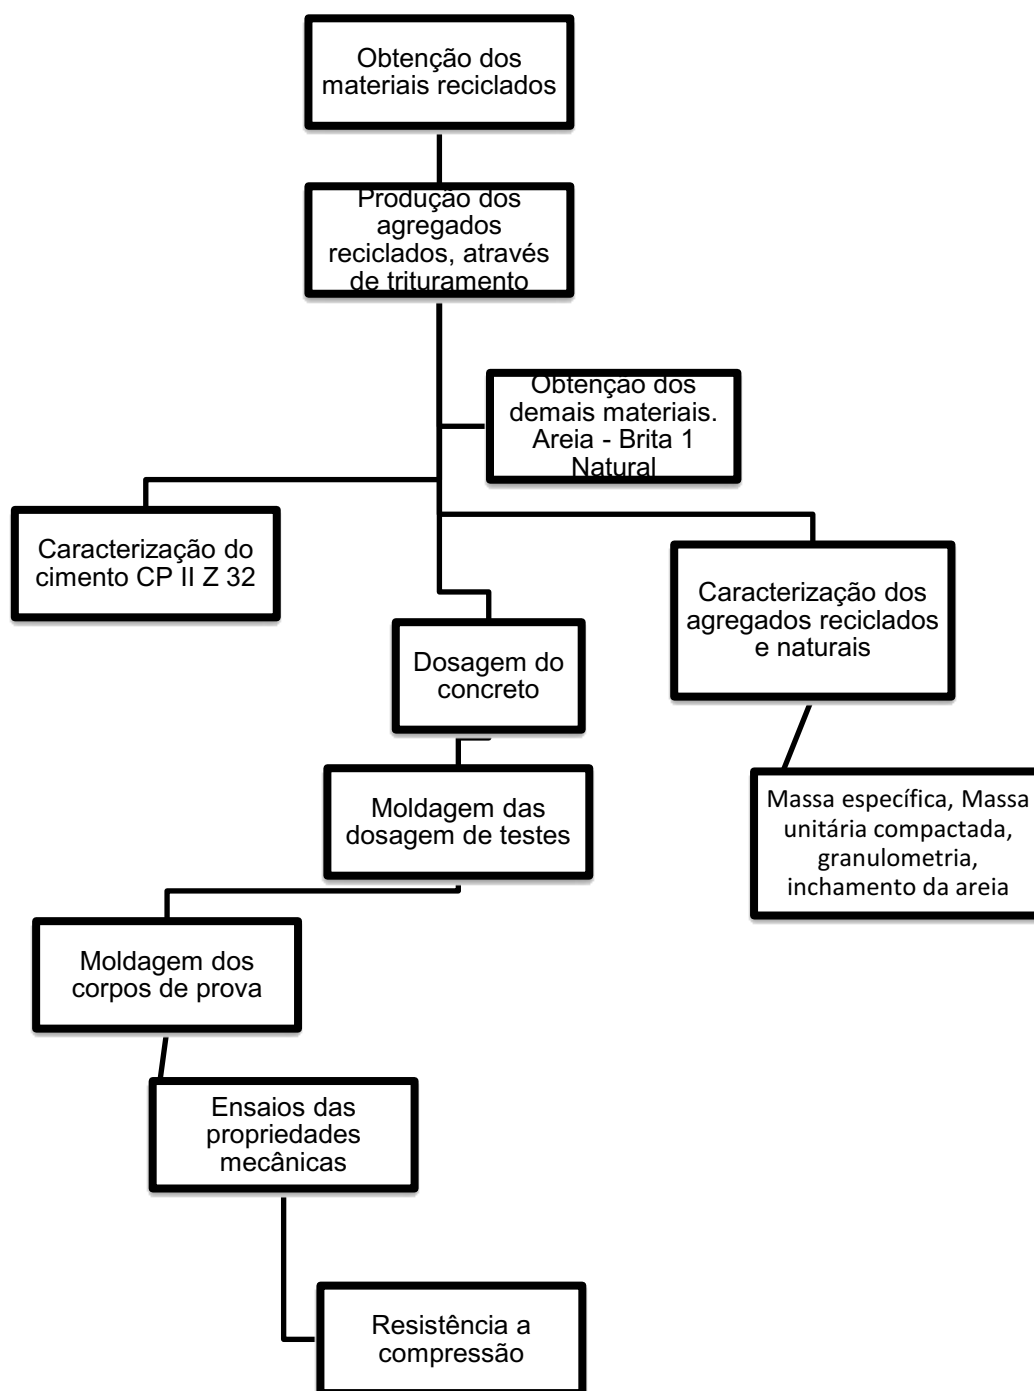 Obtenção dos
materiais reciclados
Produção dos
agregados
reciclados, através
de trituramento
Obtenção dos
demais materiais.
Areia - Brita 1
Natural
Caracterização do
cimento CP II Z 32
Caracterização dos
agregados reciclados
e naturais
Dosagem do
concreto
Moldagem das
dosagem de testes
Massa específica, Massa
unitária compactada,
granulometria,
inchamento da areia
Moldagem dos
corpos de prova
Ensaios das
propriedades
mecânicas
Resistência a
compressão